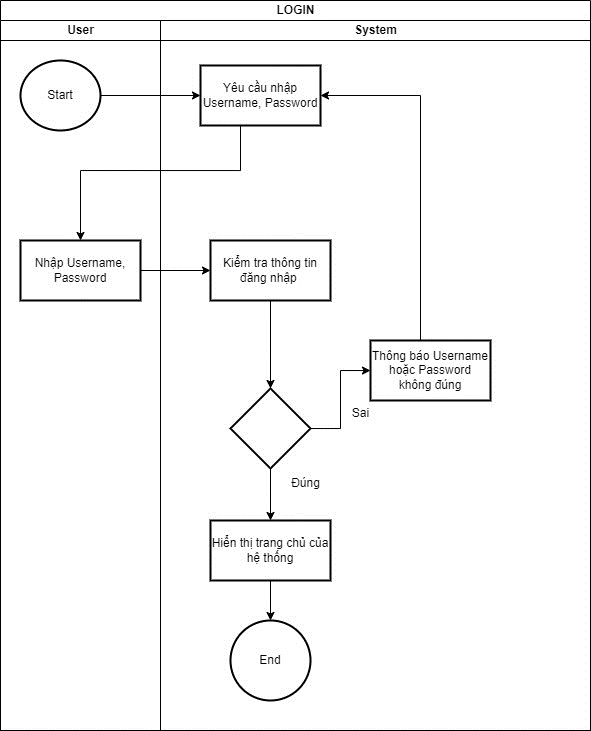 LOGIN
User
System
Start
Yêu cầu nhập
Username, Password
Nhập Username,
Password
Kiểm tra thông tin
đăng nhập
Thông báo Username
hoặc Password
không đúng
Sai
Đúng
Hiển thị trang chủ của
hệ thống
End